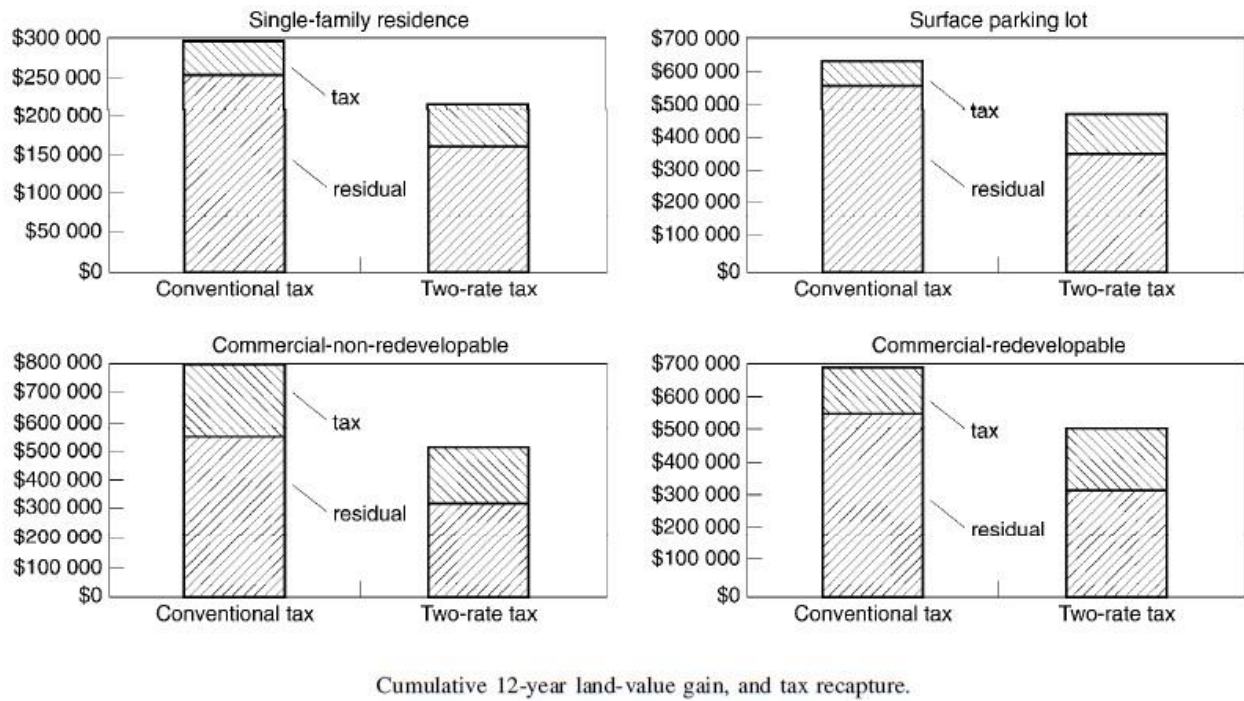 Single-family residence
$300 000
$250 000
$200 000
$150 000
$100 000
$50 000
$0
tax
residual
Conventional tax
Two-rate tax
Surface parking lot
$700 000
$600 000
$500 000
$400 000
$300 000
$200 000
$100 000
$0
tax
residual
Conventional tax
Two-rate tax
Commercial-non-redevelopable
$800 000
$700 000
$600 000
$500 000
$400 000
$300 000
$200 000
$100 000
$0
tax
residual
Conventional tax
Two-rate tax
Commercial-redevelopable
$700 000
$600 000
$500 000
$400 000
$300 000
$200 000
$100 000
$0
tax
residual
Conventional tax
Two-rate tax
Cumulative 12-year land-value gain, and tax recapture.